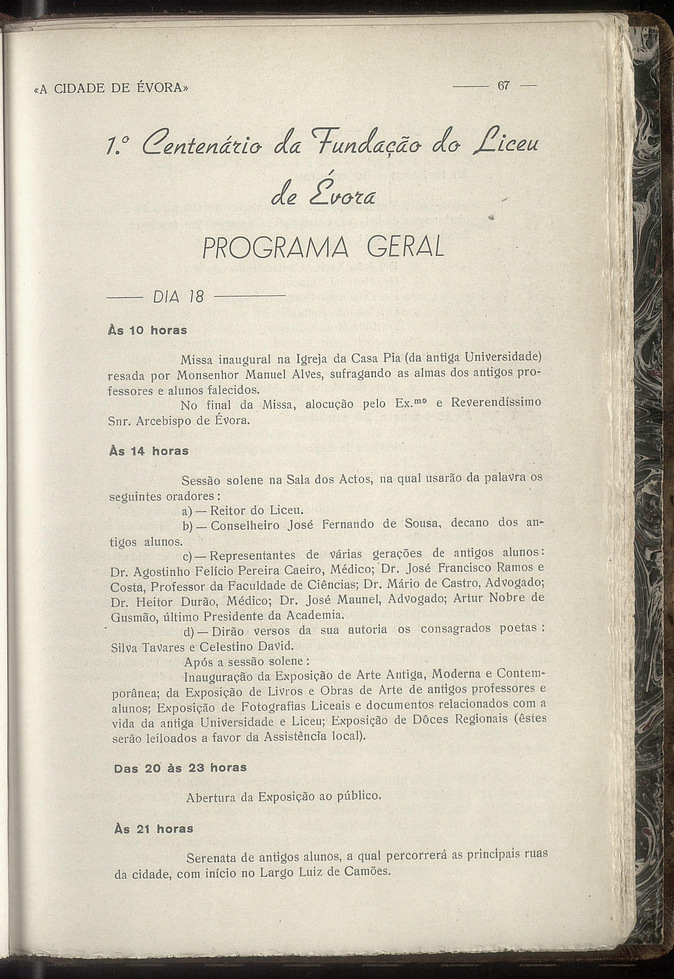 «A CIDADE DE ÉVORA»
— 67 —
1.º Centenário da Fundação do Liceu
de Évora
PROGRAMA GERAL
— DIA 18 —
Às 10 horas
Missa inaugural na Igreja da Casa Pia (da antiga Universidade)
resada por Monsenhor Manuel Alves, sufragando as almas dos antigos pro-
fessores e alunos falecidos.
No final da Missa, alocução pelo Ex.mo e Reverendíssimo
Snr. Arcebispo de Évora.
Às 14 horas
Sessão solene na Sala dos Actos, na qual usarão da palavra os
seguintes oradores :
a) — Reitor do Liceu.
b) — Conselheiro José Fernando de Sousa, decano dos an-
tigos alunos.
c) — Representantes de várias gerações de antigos alunos:
Dr. Agostinho Felício Pereira Caeiro, Médico; Dr. José Francisco Ramos e
Costa, Professor da Faculdade de Ciências; Dr. Mário de Castro, Advogado;
Dr. Heitor Durão, Médico; Dr. José Maunel, Advogado; Artur Nobre de
Gusmão, último Presidente da Academia.
d) — Dirão versos da sua autoria os consagrados poetas :
Silva Tavares e Celestino David.
Após a sessão solene :
Inauguração da Exposição de Arte Antiga, Moderna e Contem-
porânea; da Exposição de Livros e Obras de Arte de antigos professores e
alunos; Exposição de Fotografias Liceais e documentos relacionados com a
vida da antiga Universidade e Liceu; Exposição de Dôces Regionais (êstes
serão leiloados a favor da Assistência local).
Das 20 às 23 horas
Abertura da Exposição ao público.
Às 21 horas
Serenata de antigos alunos, a qual percorrerá as principais ruas
da cidade, com início no Largo Luiz de Camões.